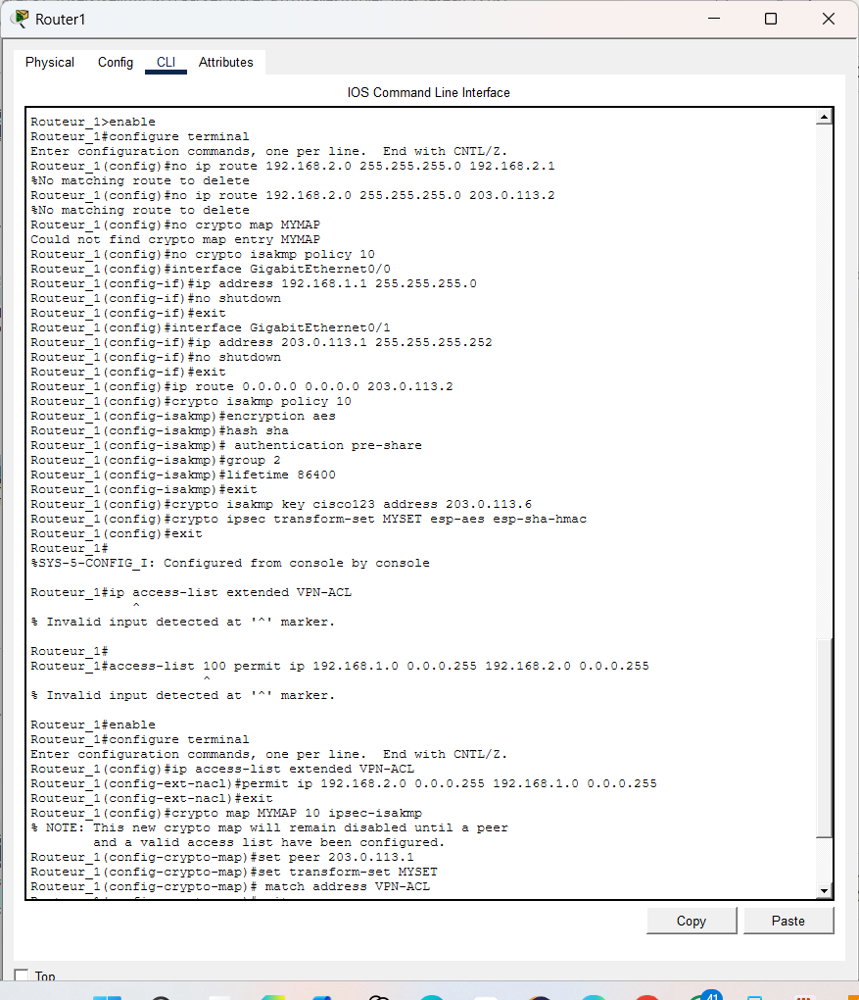 Router1
Physical Config CLI Attributes
IOS Command Line Interface
Routeur_1>enable
Routeur_1#configure terminal
Enter configuration commands, one per line.  End with CNTL/Z.
Routeur_1(config)#no ip route 192.168.2.0 255.255.255.0 192.168.2.1
%No matching route to delete
Routeur_1(config)#no ip route 192.168.2.0 255.255.255.0 203.0.113.2
%No matching route to delete
Routeur_1(config)#no crypto map MYMAP
Could not find crypto map entry MYMAP
Routeur_1(config)#no crypto isakmp policy 10
Routeur_1(config)#interface GigabitEthernet0/0
Routeur_1(config-if)#ip address 192.168.1.1 255.255.255.0
Routeur_1(config-if)#no shutdown
Routeur_1(config-if)#exit
Routeur_1(config)#interface GigabitEthernet0/1
Routeur_1(config-if)#ip address 203.0.113.1 255.255.255.252
Routeur_1(config-if)#no shutdown
Routeur_1(config-if)#exit
Routeur_1(config)#ip route 0.0.0.0 0.0.0.0 203.0.113.2
Routeur_1(config)#crypto isakmp policy 10
Routeur_1(config-isakmp)#encryption aes
Routeur_1(config-isakmp)#hash sha
Routeur_1(config-isakmp)# authentication pre-share
Routeur_1(config-isakmp)#group 2
Routeur_1(config-isakmp)#lifetime 86400
Routeur_1(config-isakmp)#exit
Routeur_1(config)#crypto isakmp key cisco123 address 203.0.113.6
Routeur_1(config)#crypto ipsec transform-set MYSET esp-aes esp-sha-hmac
Routeur_1(config)#exit
Routeur_1#
%SYS-5-CONFIG_I: Configured from console by console
Routeur_1#ip access-list extended VPN-ACL
^
% Invalid input detected at '^' marker.
Routeur_1#
Routeur_1#access-list 100 permit ip 192.168.1.0 0.0.0.255 192.168.2.0 0.0.0.255
^
% Invalid input detected at '^' marker.
Routeur_1#enable
Routeur_1#configure terminal
Enter configuration commands, one per line.  End with CNTL/Z.
Routeur_1(config)#ip access-list extended VPN-ACL
Routeur_1(config-ext-nacl)#permit ip 192.168.2.0 0.0.0.255 192.168.1.0 0.0.0.255
Routeur_1(config-ext-nacl)#exit
Routeur_1(config)#crypto map MYMAP 10 ipsec-isakmp
% NOTE: This new crypto map will remain disabled until a peer
and a valid access list have been configured.
Routeur_1(config-crypto-map)#set peer 203.0.113.1
Routeur_1(config-crypto-map)#set transform-set MYSET
Routeur_1(config-crypto-map)# match address VPN-ACL
Copy Paste
Top
41